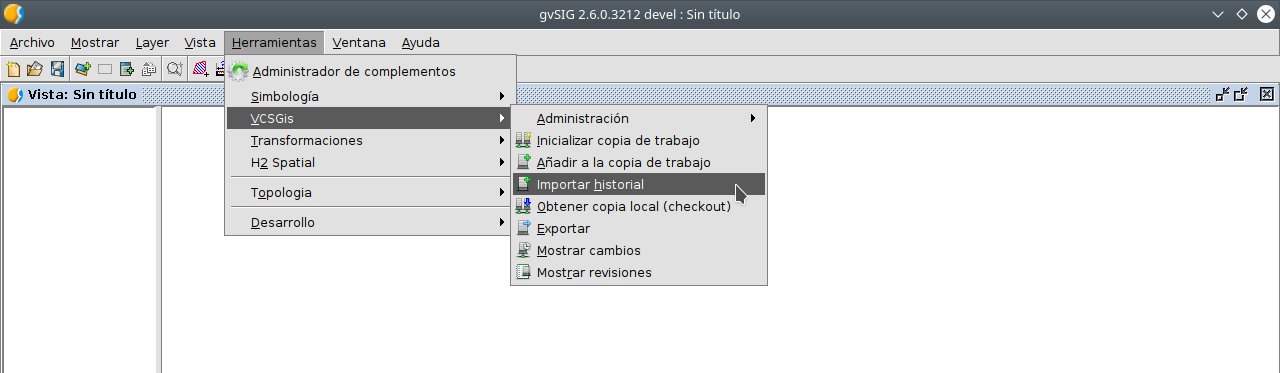 gvSIG 2.6.0.3212 devel : Sin título
Archivo Mostrar Layer Vista Herramientas Ventana Ayuda
Vista: Sin título
Administrador de complementos
Simbología
VCSGis
Transformaciones
H2 Spatial
Topologia
Desarrollo
Administración
Inicializar copia de trabajo
Añadir a la copia de trabajo
Importar historial
Obtener copia local (checkout)
Exportar
Mostrar cambios
Mostrar revisiones